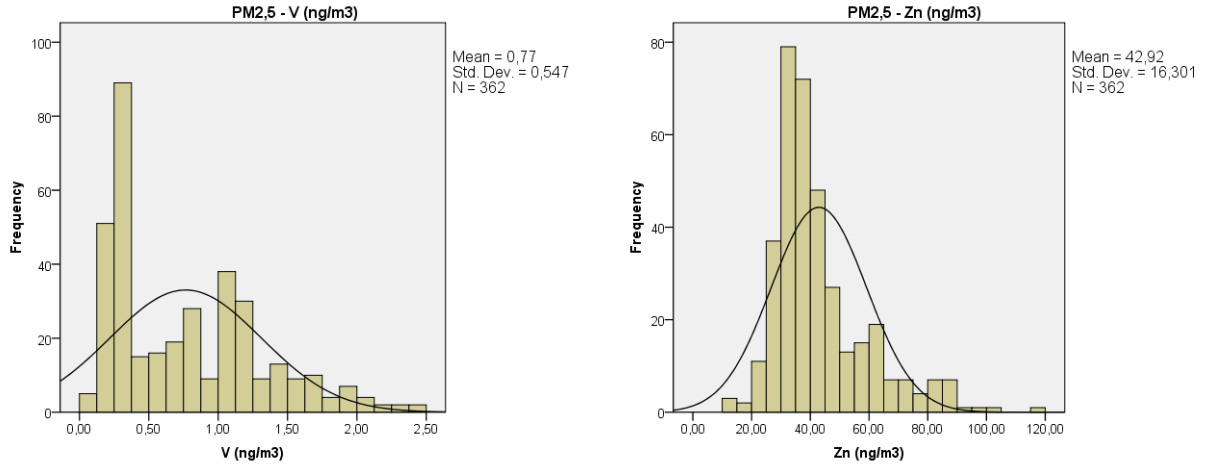 PM2,5 - V (ng/m3)
Mean = 0,77
Std. Dev. = 0,547
N = 362
100
80
60
40
20
0
Frequency
0,00 0,50 1,00 1,50 2,00 2,50
V (ng/m3)
PM2,5 - Zn (ng/m3)
Mean = 42,92
Std. Dev. = 16,301
N = 362
80
60
40
20
0
Frequency
0,00 20,00 40,00 60,00 80,00 100,00 120,00
Zn (ng/m3)